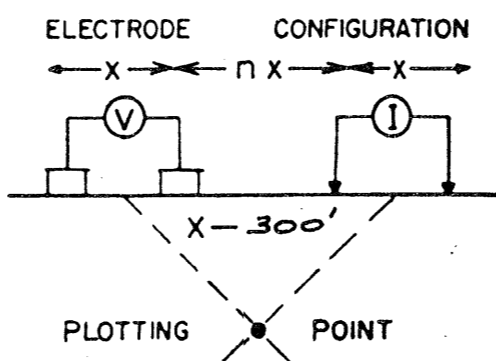 ELECTRODE CONFIGURATION
X n X X
V I
X - 300'
PLOTTING POINT